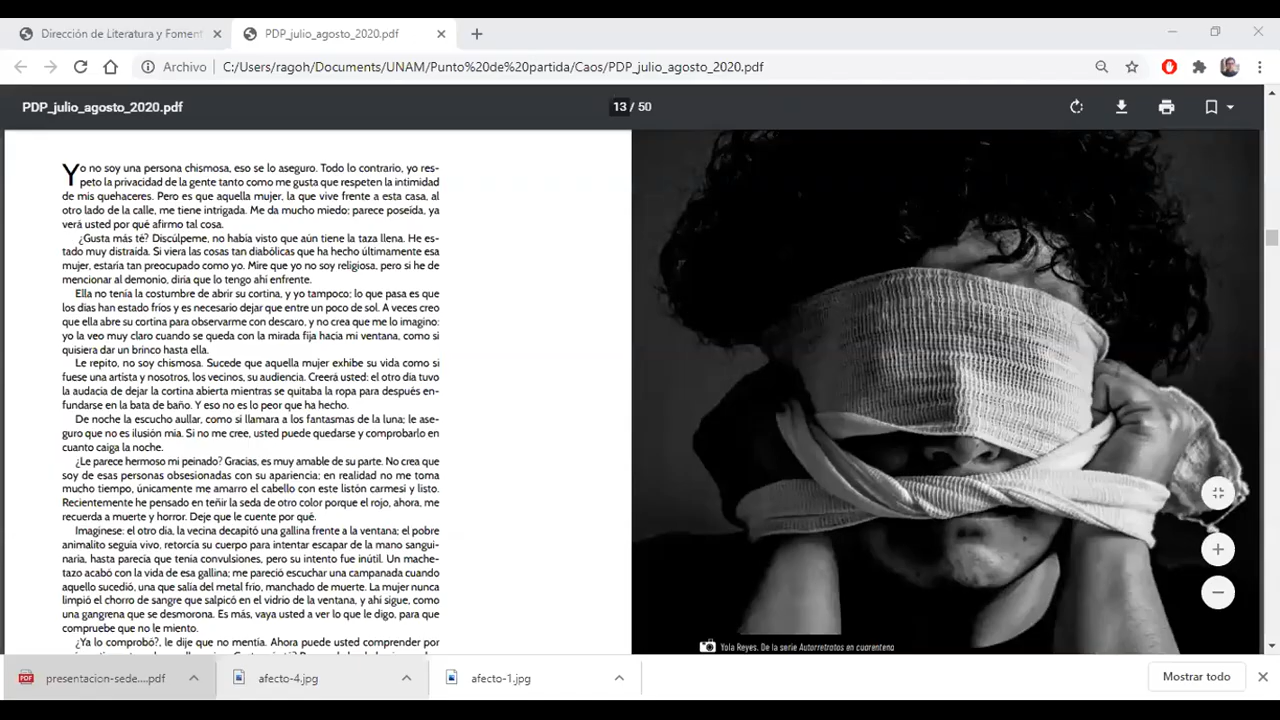 Dirección de Literatura y Foment
PDP_julio_agosto_2020.pdf
Archivo
C:/Users/ragoh/Documents/UNAM/Punto%20de%20partida/Caos/PDP_julio_agosto_2020.pdf
PDP_julio_agosto_2020.pdf
13 / 50
Yo no soy una persona chismosa, eso se lo aseguro. Todo lo contrario, yo res-
peto la privacidad de la gente tanto como me gusta que respeten la intimidad
de mis quehaceres. Pero es que aquella mujer, la que vive frente a esta casa, al
otro lado de la calle, me tiene intrigada. Me da mucho miedo; parece poseída, ya
verá usted por qué afirmo tal cosa.
¿Gusta más té? Discúlpeme, no había visto que aún tiene la taza llena. He es-
tado muy distraída. Si viera las cosas tan diabólicas que ha hecho últimamente esa
mujer, estaría tan preocupado como yo. Mire que yo no soy religiosa, pero si he de
mencionar al demonio, diría que lo tengo ahí enfrente.
Ella no tenía la costumbre de abrir su cortina, y yo tampoco; lo que pasa es que
los días han estado fríos y es necesario dejar que entre un poco de sol. A veces creo
que ella abre su cortina para observarme con descaro, y no crea que me lo imagino:
yo la veo muy claro cuando se queda con la mirada fija hacia mi ventana, como si
quisiera dar un brinco hasta ella.
Le repito, no soy chismosa. Sucede que aquella mujer exhibe su vida como si
fuese una artista y nosotros, los vecinos, su audiencia. Creerá usted: el otro día tuvo
la audacia de dejar la cortina abierta mientras se quitaba la ropa para después en-
fundarse en la bata de baño. Y eso no es lo peor que ha hecho.
De noche la escucho aullar, como si llamara a los fantasmas de la luna; le ase-
guro que no es ilusión mía. Si no me cree, usted puede quedarse y comprobarlo en
cuanto caiga la noche.
¿Le parece hermoso mi peinado? Gracias, es muy amable de su parte. No crea que
soy de esas personas obsesionadas con su apariencia; en realidad no me toma
mucho tiempo, únicamente me amarro el cabello con este listón carmesí y listo.
Recientemente he pensado en teñir la seda de otro color porque el rojo, ahora, me
recuerda a muerte y horror. Deje que le cuente por qué.
Imagínese: el otro día, la vecina decapitó una gallina frente a la ventana; el pobre
animalito seguía vivo, retorcía su cuerpo para intentar escapar de la mano sangui-
naria, hasta parecía que tenía convulsiones, pero su intento fue inútil. Un mache-
tazo acabó con la vida de esa gallina; me pareció escuchar una campanada cuando
aquello sucedió, una que salía del metal frío, manchado de muerte. La mujer nunca
limpió el chorro de sangre que salpicó en el vidrio de la ventana, y ahí sigue, como
una gangrena que se desmorona. Es más, vaya usted a ver lo que le digo, para que
compruebe que no le miento.
¿Ya lo comprobó?, le dije que no mentía. Ahora puede usted comprender por
Yola Reyes. De la serie Autorretratos en cuarentena
presentacion-sede....pdf
afecto-4.jpg
afecto-1.jpg
Mostrar todo